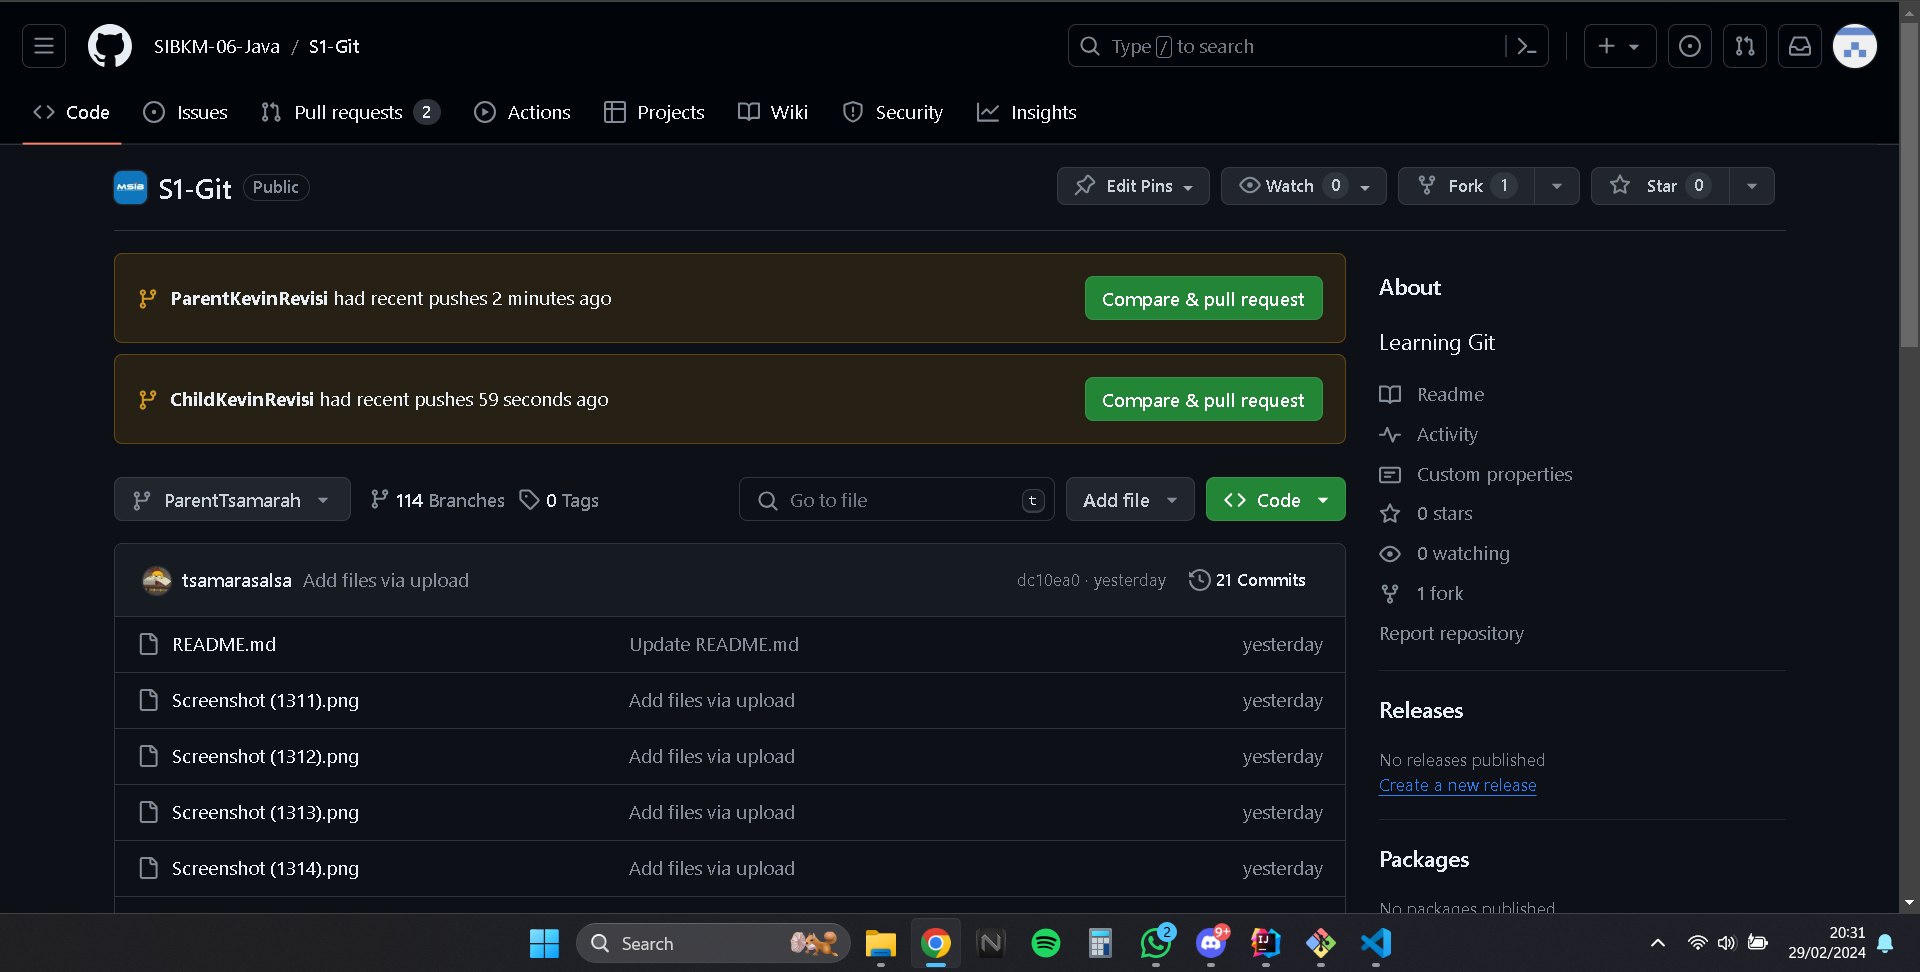 SIBKM-06-Java / S1-Git
Type / to search
Code
Issues
Pull requests 2
Actions
Projects
Wiki
Security
Insights
MSIB
S1-Git Public
Edit Pins
Watch 0
Fork 1
Star 0
ParentKevinRevisi had recent pushes 2 minutes ago
Compare & pull request
ChildKevinRevisi had recent pushes 59 seconds ago
Compare & pull request
ParentTsamarah
114 Branches
0 Tags
Go to file t
Add file
Code
tsamarasalsa Add files via upload
dc10ea0 · yesterday
21 Commits
README.md Update README.md yesterday
Screenshot (1311).png Add files via upload yesterday
Screenshot (1312).png Add files via upload yesterday
Screenshot (1313).png Add files via upload yesterday
Screenshot (1314).png Add files via upload yesterday
About
Learning Git
Readme
Activity
Custom properties
0 stars
0 watching
1 fork
Report repository
Releases
No releases published
Create a new release
Packages
No packages published
Search
2
9+
IJ
20:31
29/02/2024